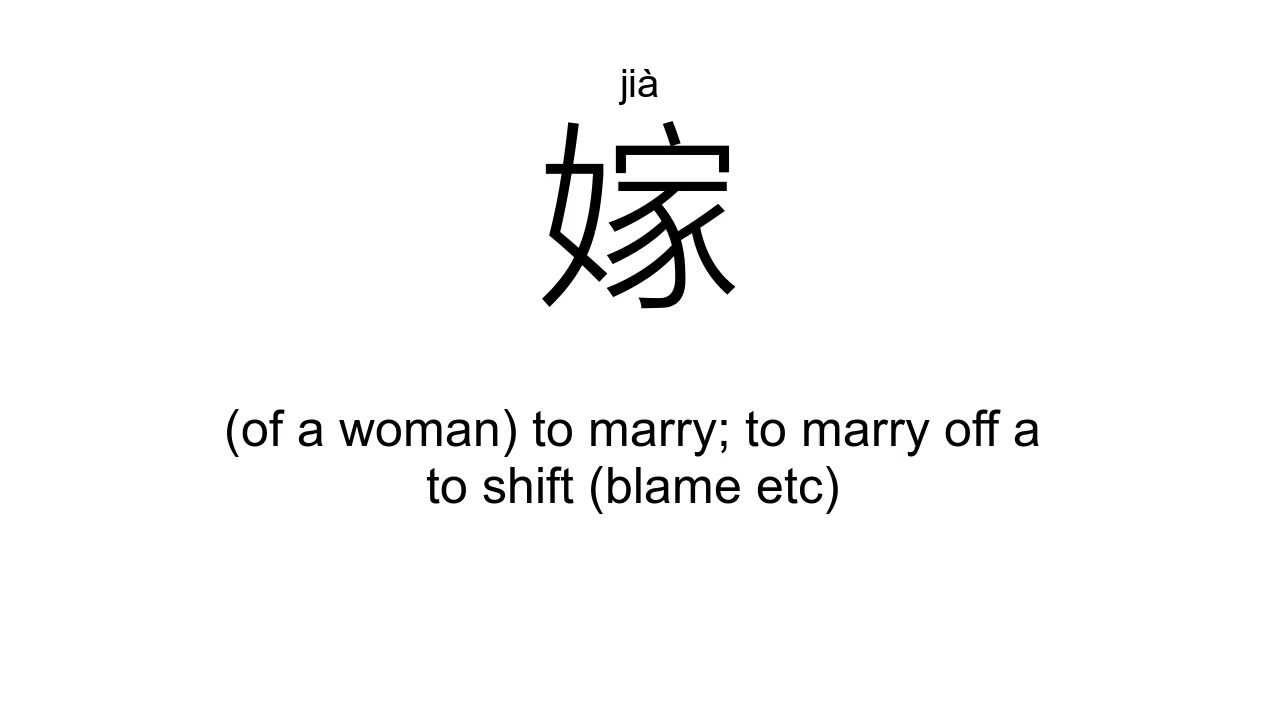 jià
嫁
(of a woman) to marry; to marry off a
to shift (blame etc)